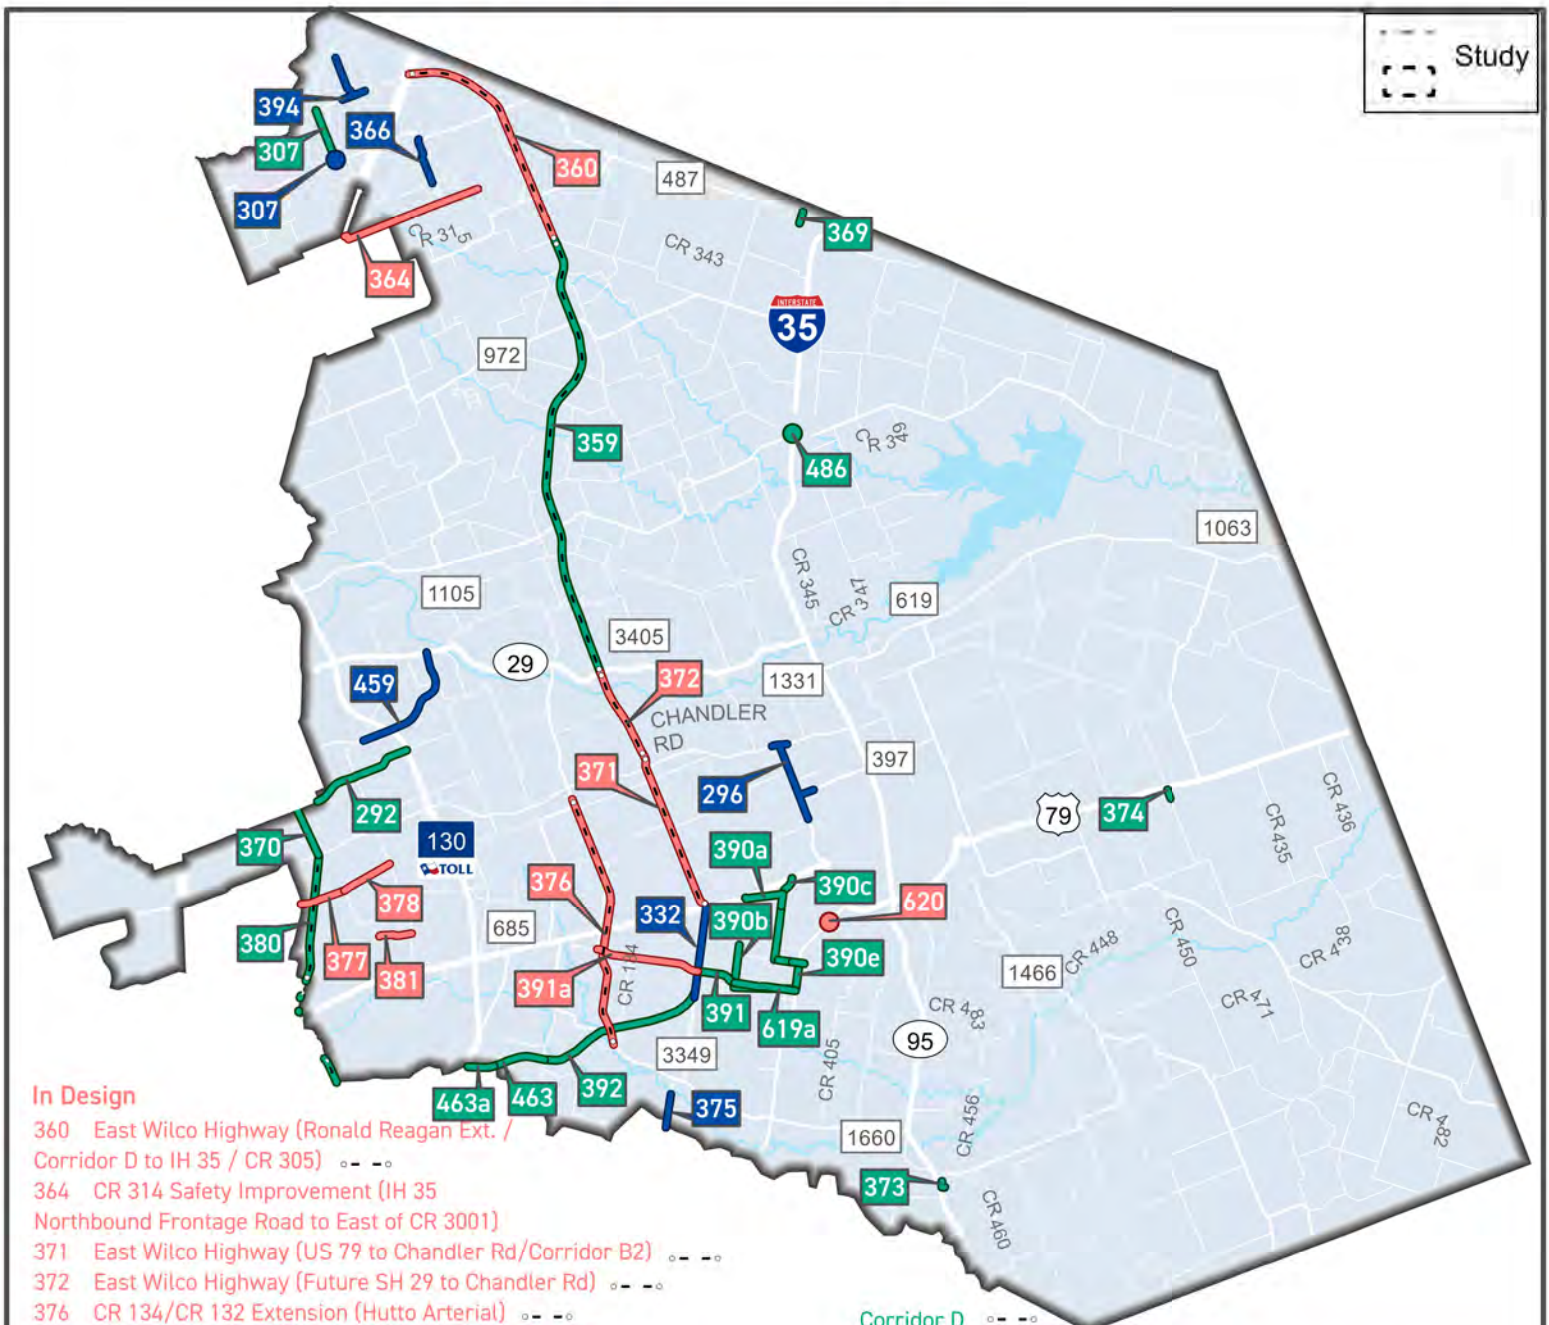 Study
394
307
366
307
360
487
369
CR 315
CR 343
364
INTERSTATE
35
972
359
CR 349
486
1063
CR 345
CR 347
619
1105
3405
29
1331
372
459
CHANDLER
RD
397
371
296
292
79
374
CR 436
CR 435
370
130
TOLL
390a
390c
376
378
620
332
390b
685
380
377
381
390e
CR 448
CR 450
CR 438
1466
391a
CR 134
391
619a
CR 483
CR 471
95
3349
CR 405
463a
463
392
375
CR 456
CR 482
1660
373
CR 460
In Design
360 East Wilco Highway (Ronald Reagan Ext. /
Corridor D to IH 35 / CR 305)
364 CR 314 Safety Improvement (IH 35
Northbound Frontage Road to East of CR 3001)
371 East Wilco Highway (US 79 to Chandler Rd/Corridor B2)
372 East Wilco Highway (Future SH 29 to Chandler Rd)
376 CR 134/CR 132 Extension (Hutto Arterial)
Corridor D